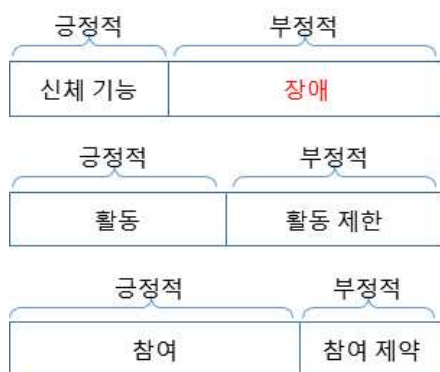 긍정적 부정적
신체 기능 장애
긍정적 부정적
활동 활동 제한
긍정적 부정적
참여 참여 제약